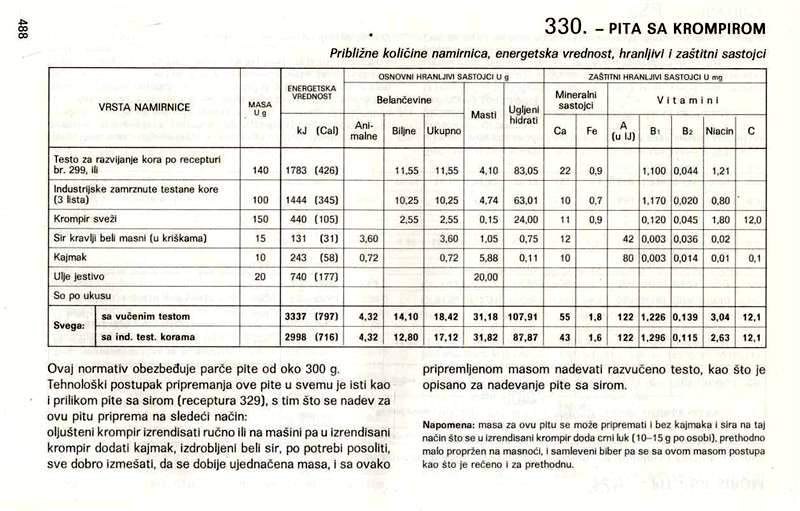 488
330. – PITA SA KROMPIROM
Približne količine namirnica, energetska vrednost, hranljivi i zaštitni sastojci
VRSTA NAMIRNICE
MASA
U g
ENERGETSKA
VREDNOST
kJ (Cal)
OSNOVNI HRANLJIVI SASTOJCI U g
Belančevine
Ani-
malne
Biljne
Ukupno
Masti
Ugljeni
hidrati
ZAŠTITNI HRANLJIVI SASTOJCI U mg
Mineralni
sastojci
Ca
Fe
Vitamini
A
(u IJ)
B1
B2
Niacin
C
Testo za razvijanje kora po recepturi
br. 299, ili 140 1783 (426) 11,55 11,55 4,10 83,05 22 0,9 1,100 0,044 1,21
Industrijske zamrznute testane kore
(3 lista) 100 1444 (345) 10,25 10,25 4,74 63,01 10 0,7 1,170 0,020 0,80
Krompir sveži 150 440 (105) 2,55 2,55 0,15 24,00 11 0,9 0,120 0,045 1,80 12,0
Sir kravlji beli masni (u kriškama) 15 131 (31) 3,60 3,60 1,05 0,75 12 42 0,003 0,036 0,02
Kajmak 10 243 (58) 0,72 0,72 5,88 0,11 10 80 0,003 0,014 0,01 0,1
Ulje jestivo 20 740 (177) 20,00
So po ukusu
Svega:
sa vučenim testom 3337 (797) 4,32 14,10 18,42 31,18 107,91 55 1,8 122 1,226 0,139 3,04 12,1
sa ind. test. korama 2998 (716) 4,32 12,80 17,12 31,82 87,87 43 1,6 122 1,296 0,115 2,63 12,1
Ovaj normativ obezbeđuje parče pite od oko 300 g.
Tehnološki postupak pripremanja ove pite u svemu je isti kao
i prilikom pite sa sirom (receptura 329), s tim što se nadev za
ovu pitu priprema na sledeći način:
oljušteni krompir izrendisati ručno ili na mašini pa u izrendisani
krompir dodati kajmak, izdrobljeni beli sir, po potrebi posoliti,
sve dobro izmešati, da se dobije ujednačena masa, i sa ovako
pripremljenom masom nadevati razvučeno testo, kao što je
opisano za nadevanje pite sa sirom.
Napomena: masa za ovu pitu se može pripremati i bez kajmaka i sira na taj
način što se u izrendisani krompir doda crni luk (10–15 g po osobi), prethodno
malo propržen na masnoći, i samleveni biber pa se sa ovom masom postupa
kao što je rečeno i za prethodnu.